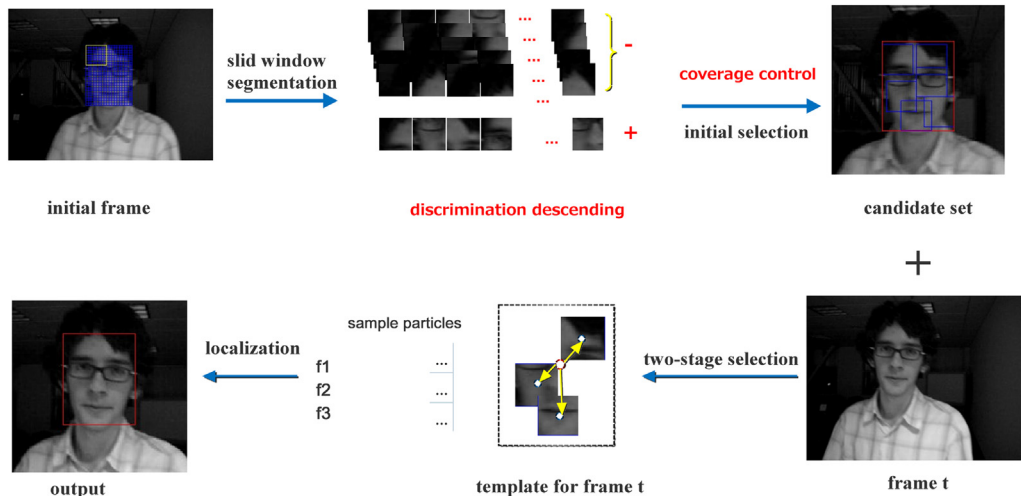 slid window
segmentation
...
...
...
...
...
...
-
+
coverage control
initial selection
initial frame
discrimination descending
candidate set
+
sample particles
localization
f1 ...
f2 ...
f3 ...
two-stage selection
output
template for frame t
frame t